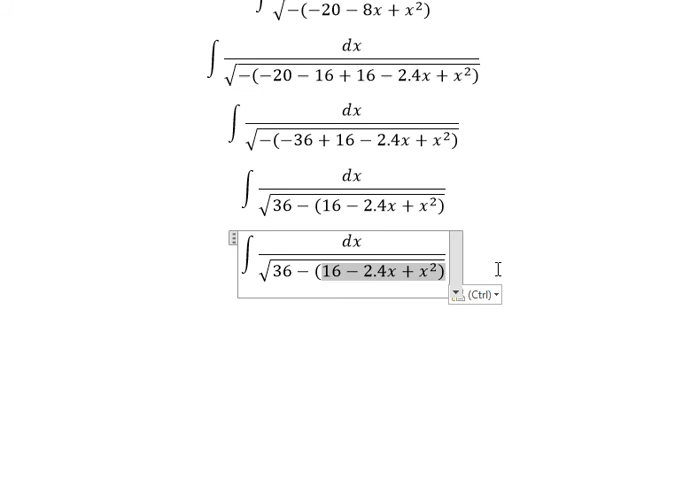 ∫ √−(−20 − 8x + x²)
∫ dx / √−(−20 − 16 + 16 − 2.4x + x²)
∫ dx / √−(−36 + 16 − 2.4x + x²)
∫ dx / √36 − (16 − 2.4x + x²)
∫ dx / √36 − (16 − 2.4x + x²)
(Ctrl)